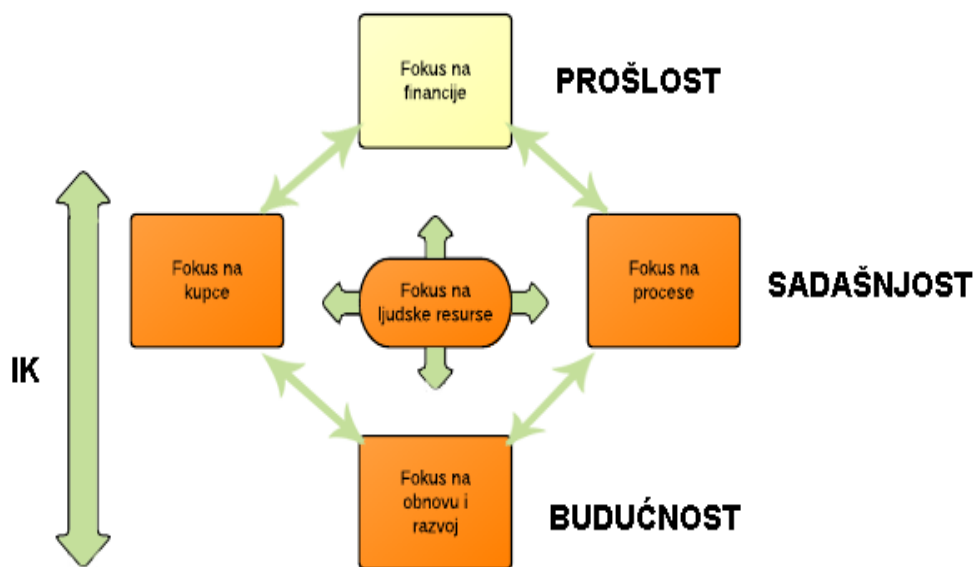 Fokus na
financije
PROŠLOST
Fokus na
kupce
Fokus na
ljudske resurse
Fokus na
procese
SADAŠNJOST
IK
Fokus na
obnovu i
razvoj
BUDUĆNOST